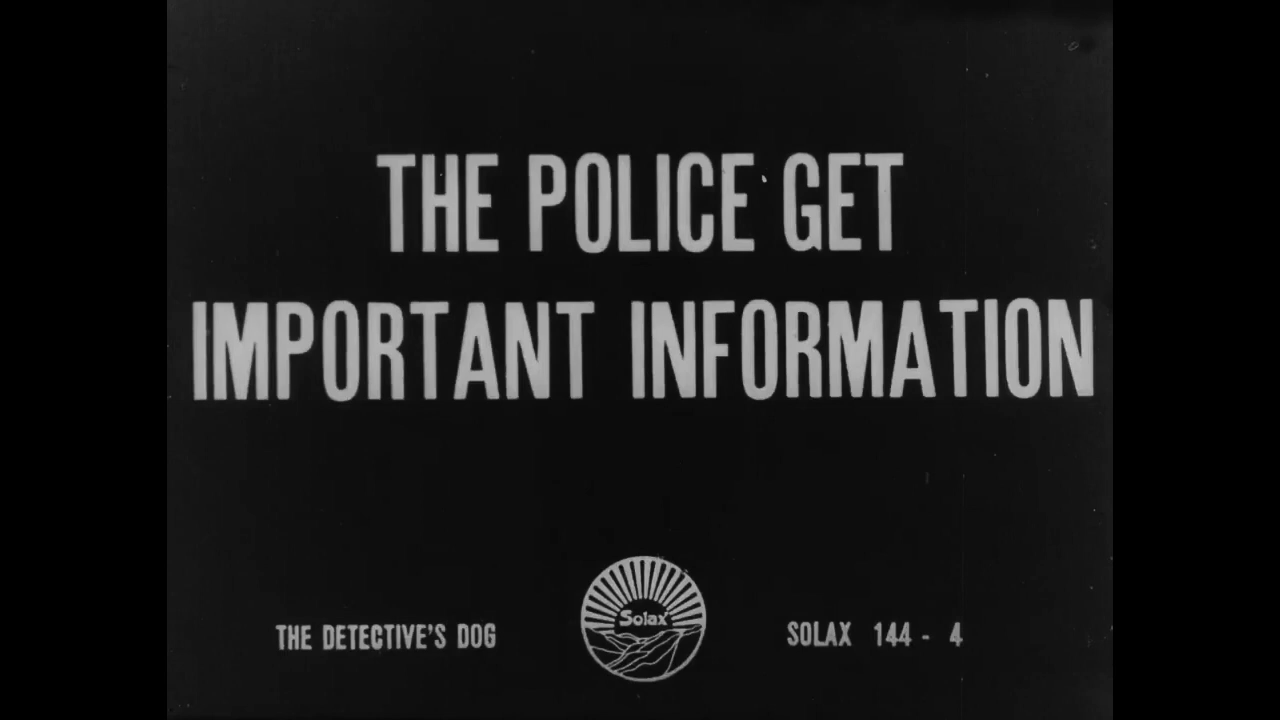 THE POLICE GET
IMPORTANT INFORMATION
Solax
THE DETECTIVE'S DOG
SOLAX 144 - 4